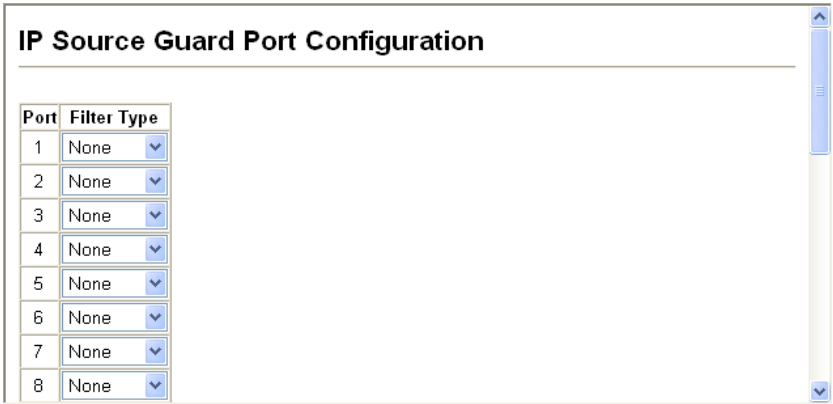 IP Source Guard Port Configuration
Port Filter Type
1 None
2 None
3 None
4 None
5 None
6 None
7 None
8 None